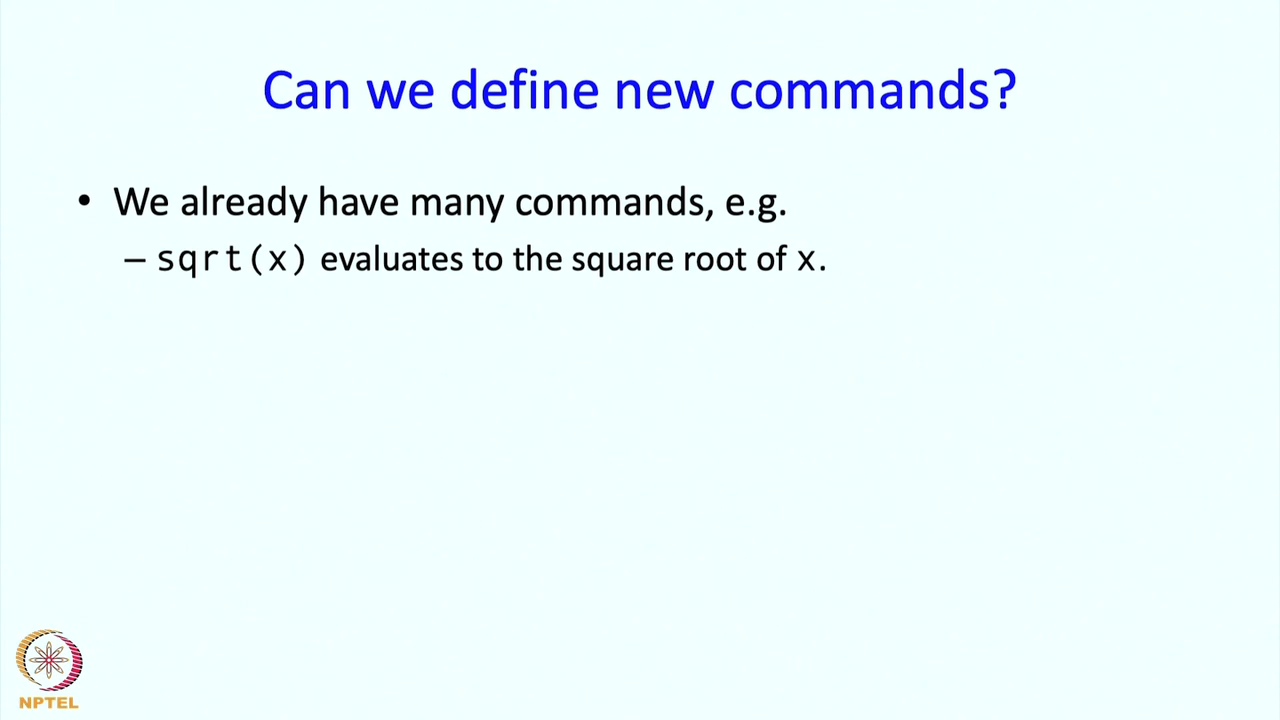 Can we define new commands?
• We already have many commands, e.g.
– sqrt(x) evaluates to the square root of x.
NPTEL